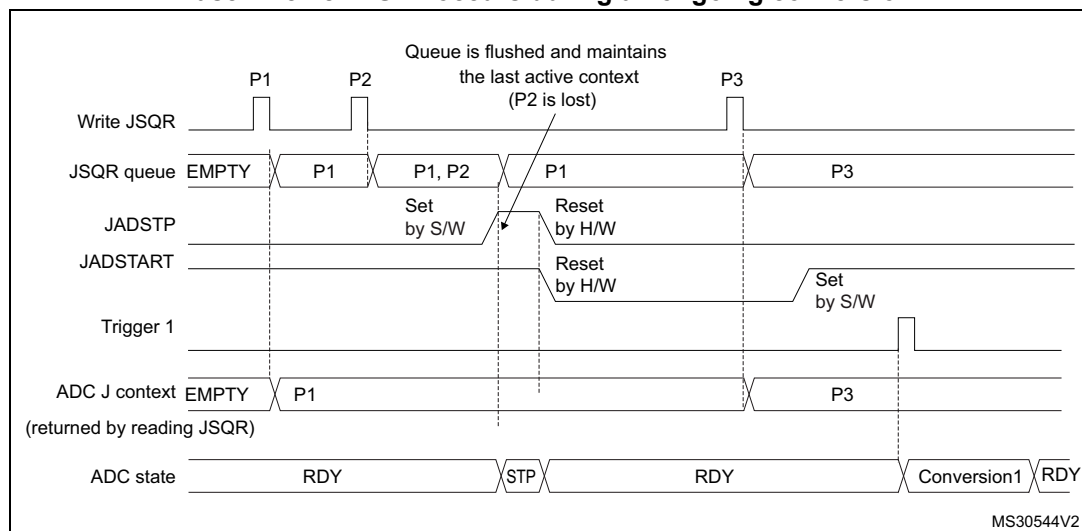 Queue is flushed and maintains
the last active context
(P2 is lost)
P1 P2 P3
Write JSQR
JSQR queue EMPTY P1 P1, P2 P1 P3
Set
by S/W
Reset
by H/W
JADSTP
JADSTART
Reset
by H/W
Set
by S/W
Trigger 1
ADC J context EMPTY P1 P3
(returned by reading JSQR)
ADC state RDY STP RDY Conversion1 RDY
MS30544V2